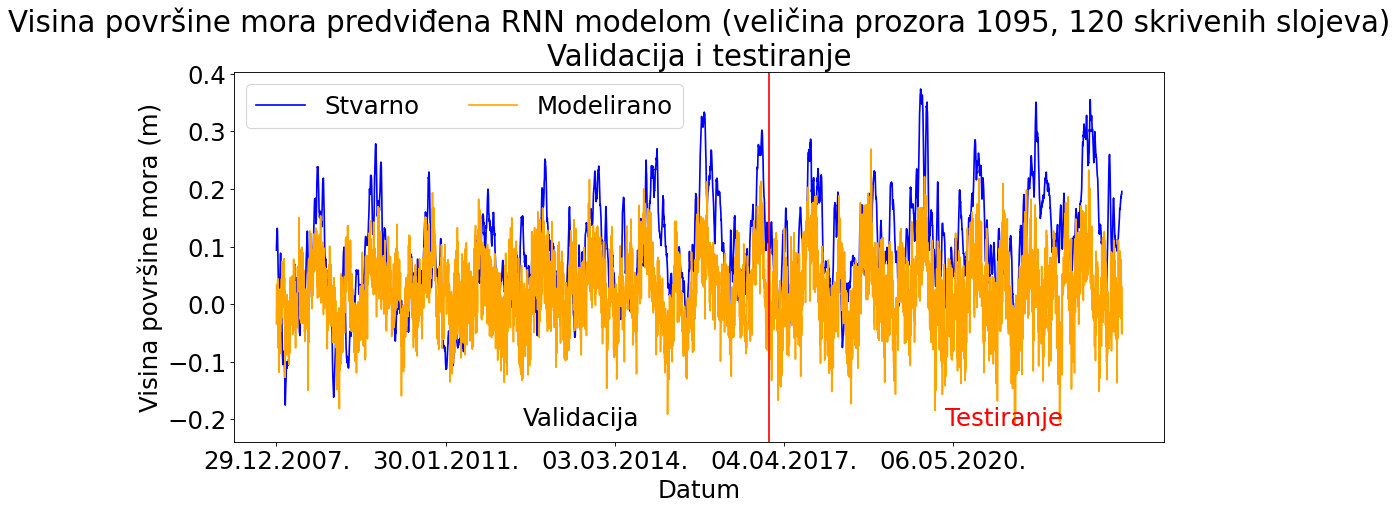 Visina površine mora predviđena RNN modelom (veličina prozora 1095, 120 skrivenih slojeva)
Validacija i testiranje
Visina površine mora (m)
0.4
0.3
0.2
0.1
0.0
−0.1
−0.2
Stvarno
Modelirano
Validacija
Testiranje
29.12.2007.
30.01.2011.
03.03.2014.
04.04.2017.
06.05.2020.
Datum